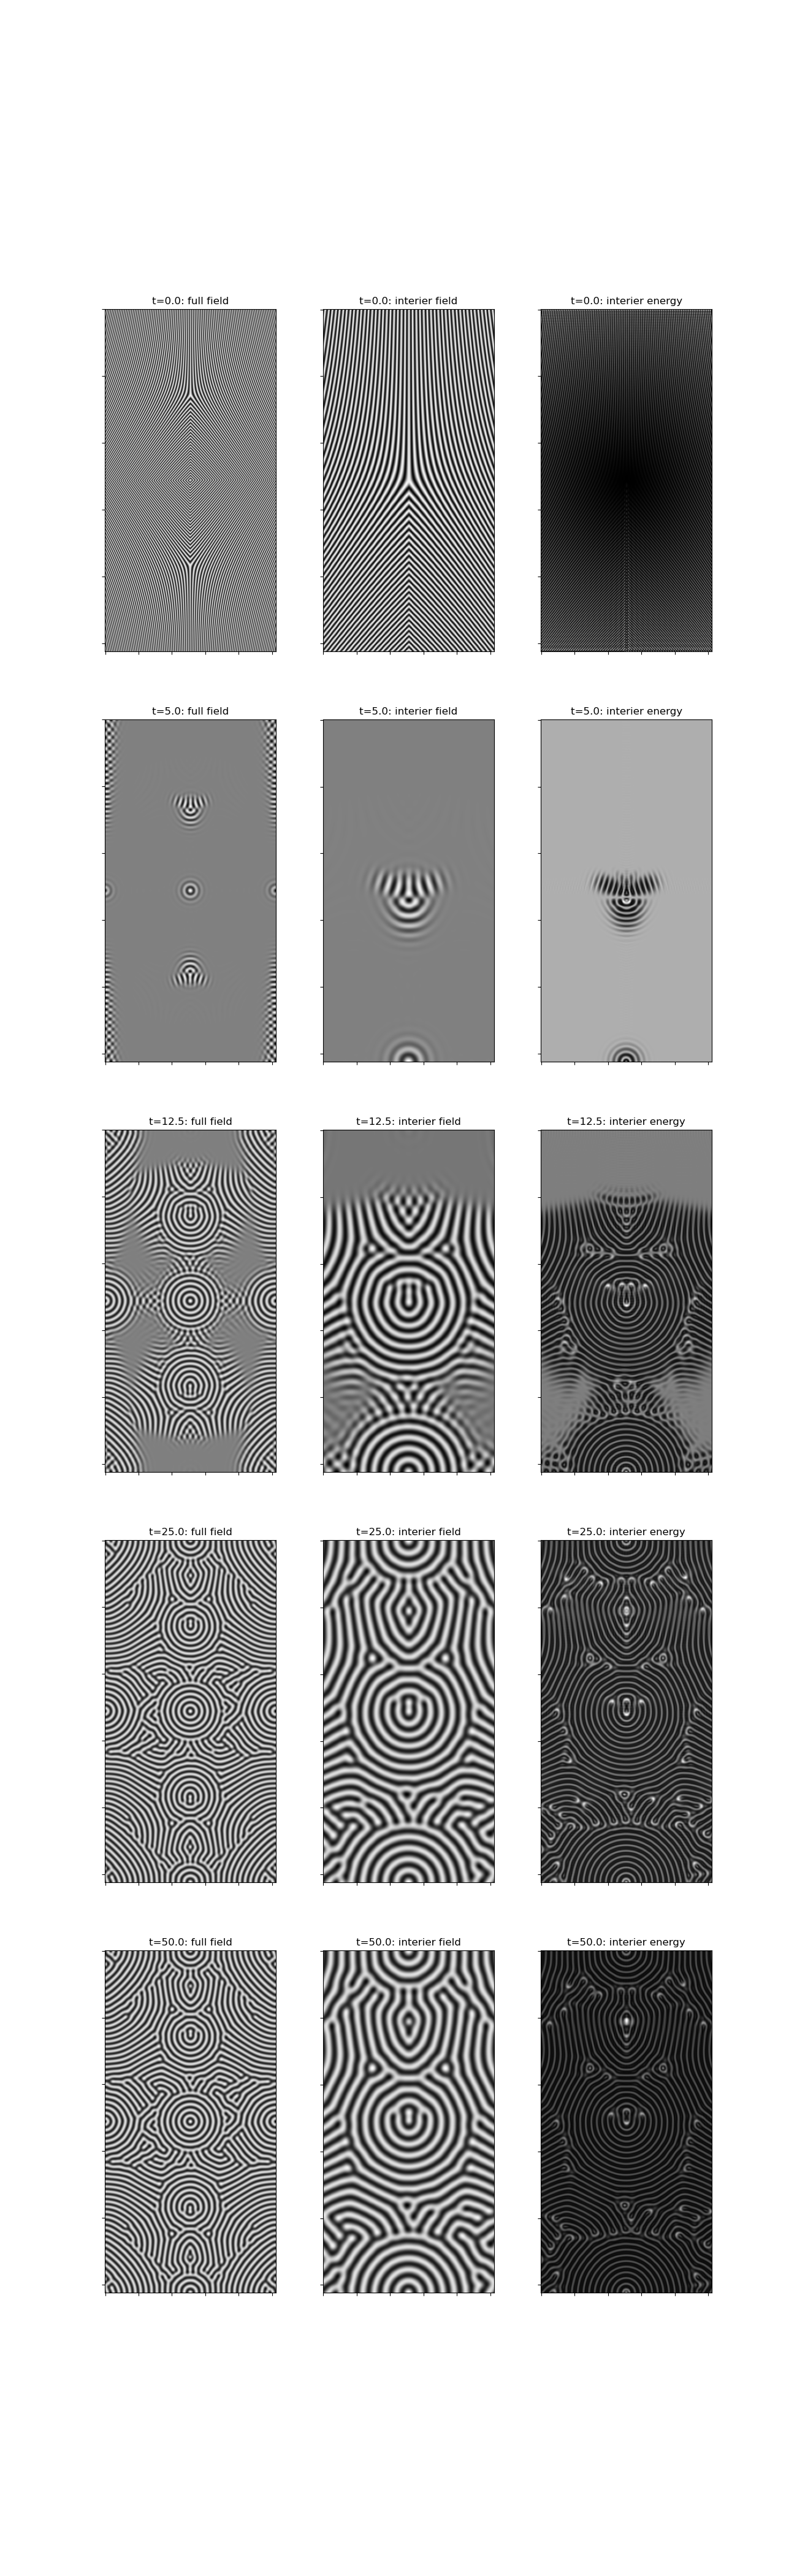 t=0.0: full field
t=0.0: interier field
t=0.0: interier energy
t=5.0: full field
t=5.0: interier field
t=5.0: interier energy
t=12.5: full field
t=12.5: interier field
t=12.5: interier energy
t=25.0: full field
t=25.0: interier field
t=25.0: interier energy
t=50.0: full field
t=50.0: interier field
t=50.0: interier energy